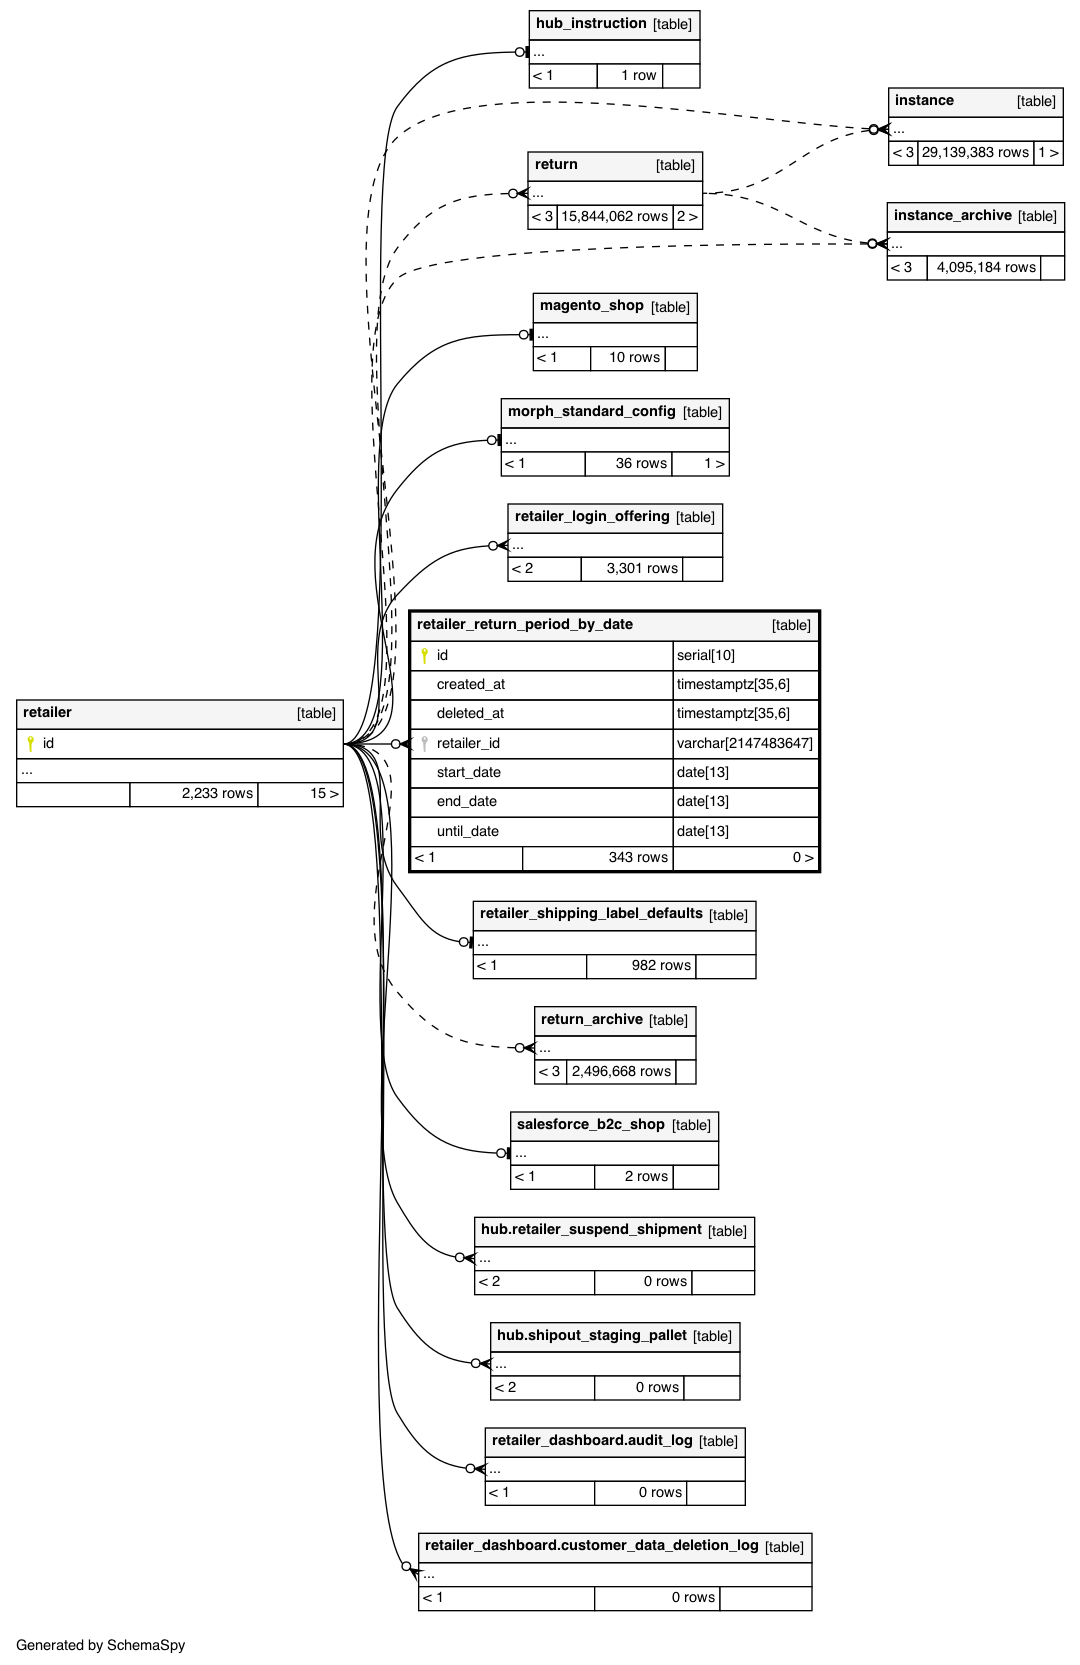 hub_instruction [table]
...
< 1 1 row
instance [table]
...
< 3 29,139,383 rows 1 >
return [table]
...
< 3 15,844,062 rows 2 >
instance_archive [table]
...
< 3 4,095,184 rows
magento_shop [table]
...
< 1 10 rows
morph_standard_config [table]
...
< 1 36 rows 1 >
retailer_login_offering [table]
...
< 2 3,301 rows
retailer_return_period_by_date [table]
id serial[10]
created_at timestamptz[35,6]
deleted_at timestamptz[35,6]
retailer_id varchar[2147483647]
start_date date[13]
end_date date[13]
until_date date[13]
< 1 343 rows 0 >
retailer [table]
id
...
2,233 rows 15 >
retailer_shipping_label_defaults [table]
...
< 1 982 rows
return_archive [table]
...
< 3 2,496,668 rows
salesforce_b2c_shop [table]
...
< 1 2 rows
hub.retailer_suspend_shipment [table]
...
< 2 0 rows
hub.shipout_staging_pallet [table]
...
< 2 0 rows
retailer_dashboard.audit_log [table]
...
< 1 0 rows
retailer_dashboard.customer_data_deletion_log [table]
...
< 1 0 rows
Generated by SchemaSpy